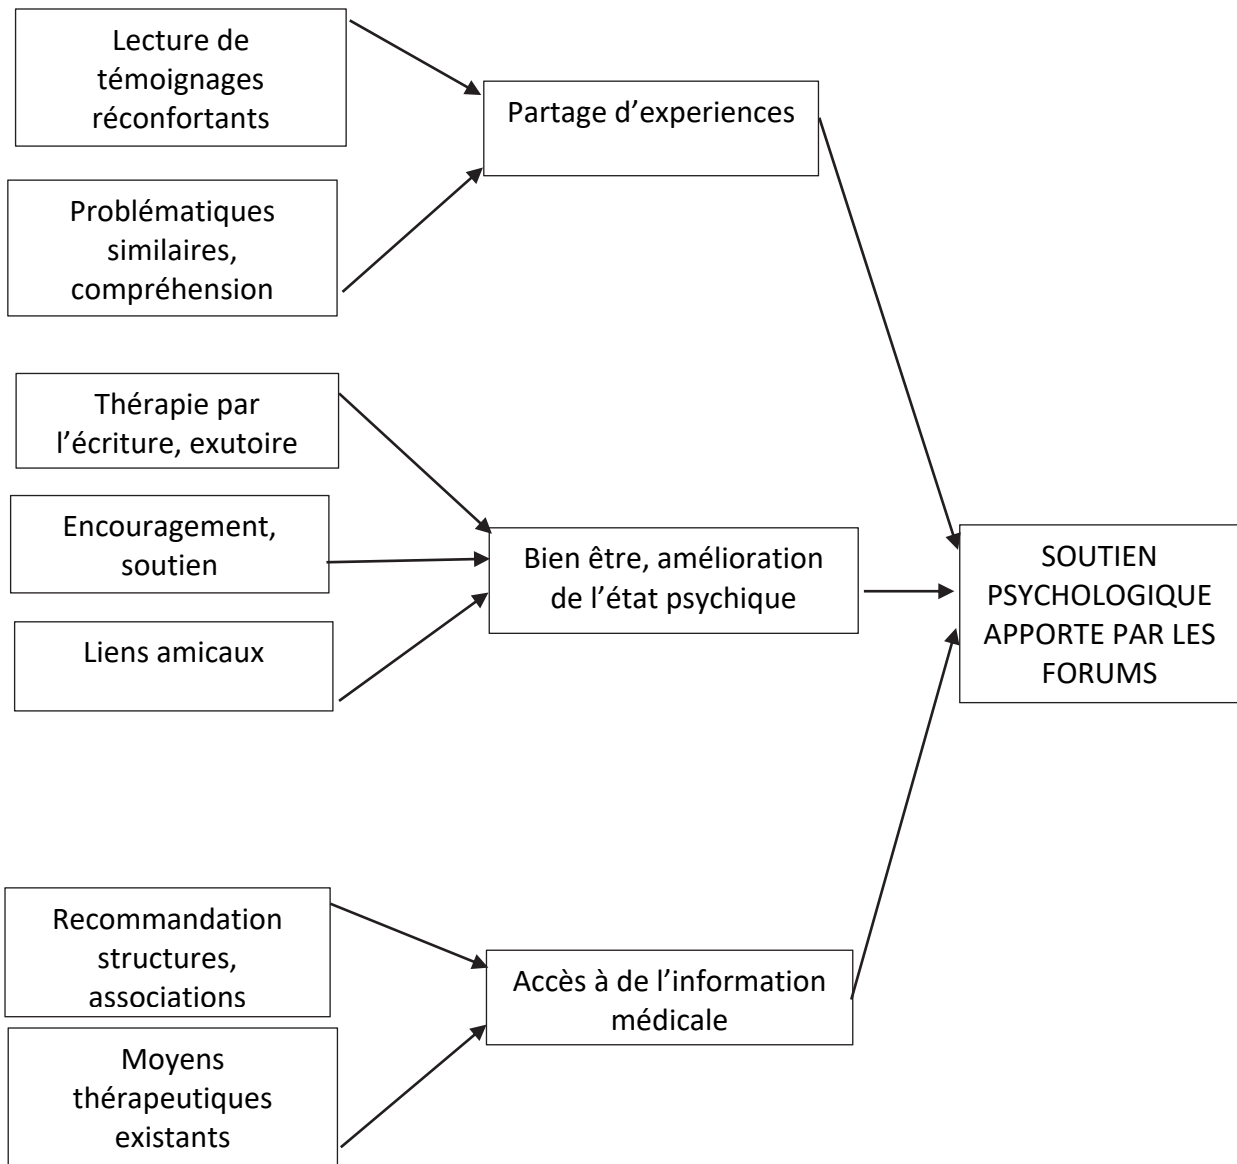 Lecture de
témoignages
réconfortants
Partage d’experiences
Problématiques
similaires,
compréhension
Thérapie par
l’écriture, exutoire
Encouragement,
soutien
Bien être, amélioration
de l’état psychique
Liens amicaux
SOUTIEN
PSYCHOLOGIQUE
APPORTE PAR LES
FORUMS
Recommandation
structures,
associations
Accès à de l’information
médicale
Moyens
thérapeutiques
existants